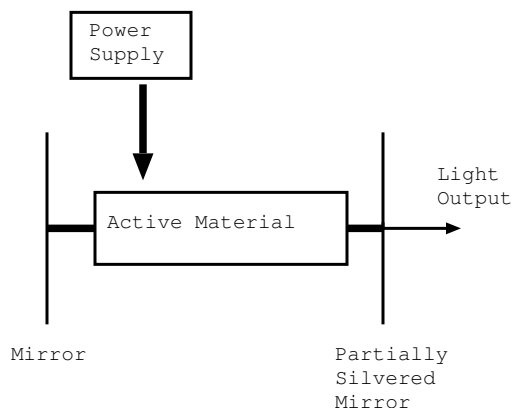 Power
Supply
Light
Output
Active Material
Mirror
Partially
Silvered
Mirror